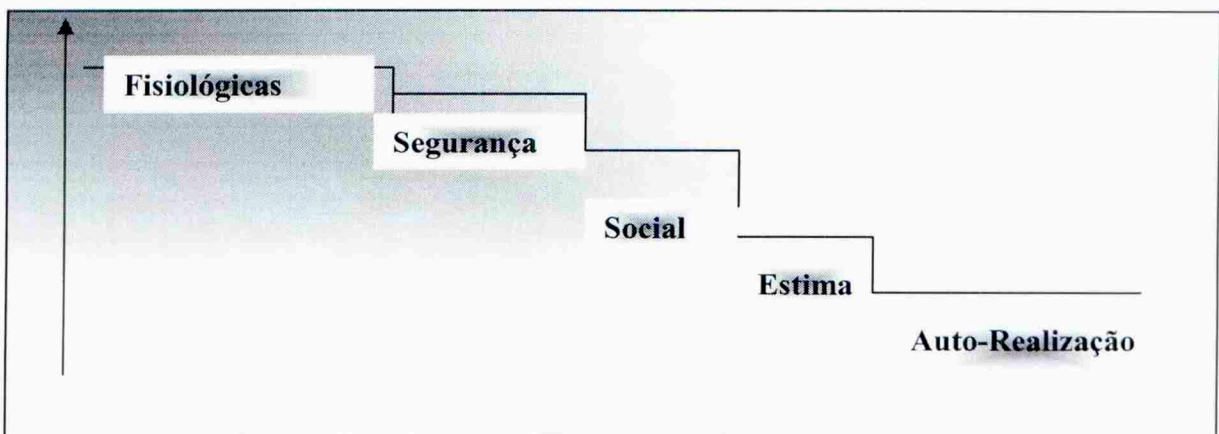 Fisiológicas
Segurança
Social
Estima
Auto-Realização